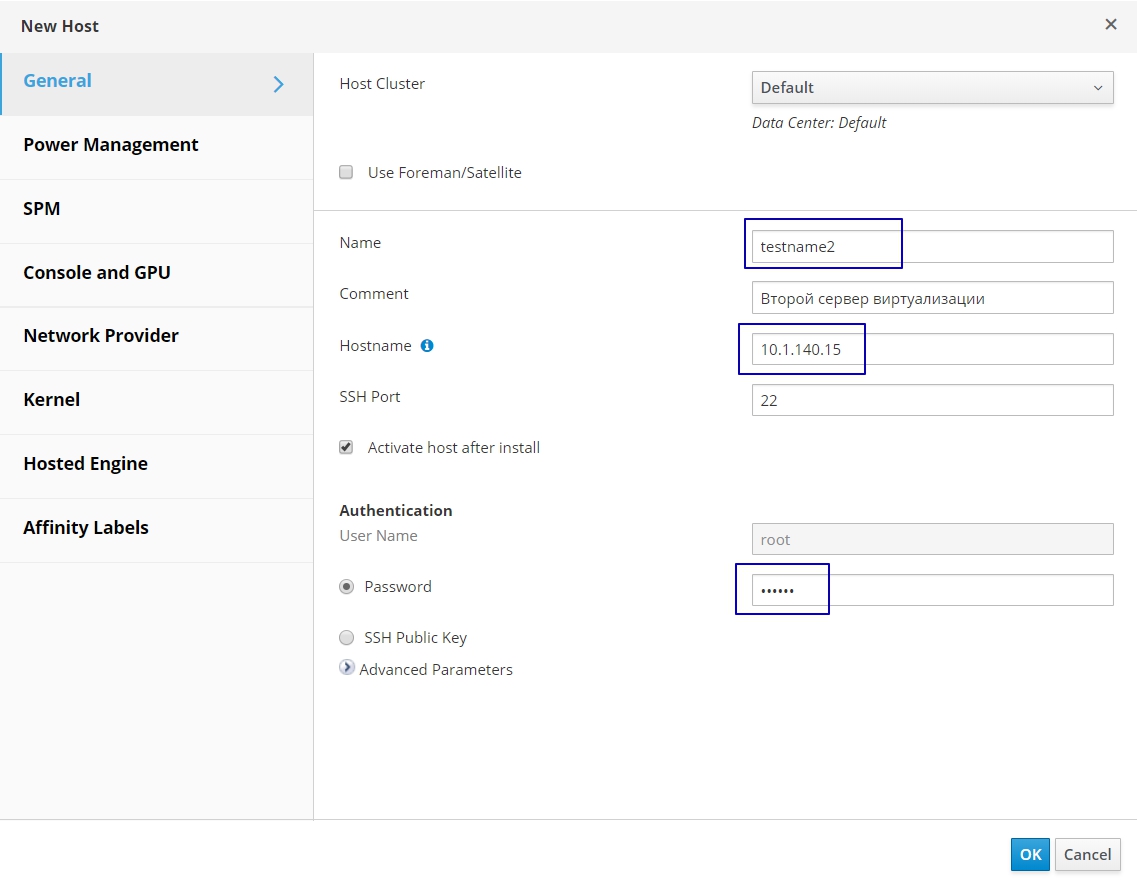 New Host
General
Power Management
SPM
Console and GPU
Network Provider
Kernel
Hosted Engine
Affinity Labels
Host Cluster
Default
Data Center: Default
Use Foreman/Satellite
Name
testname2
Comment
Второй сервер виртуализации
Hostname
10.1.140.15
SSH Port
22
Activate host after install
Authentication
User Name
root
Password
••••••
SSH Public Key
Advanced Parameters
OK
Cancel